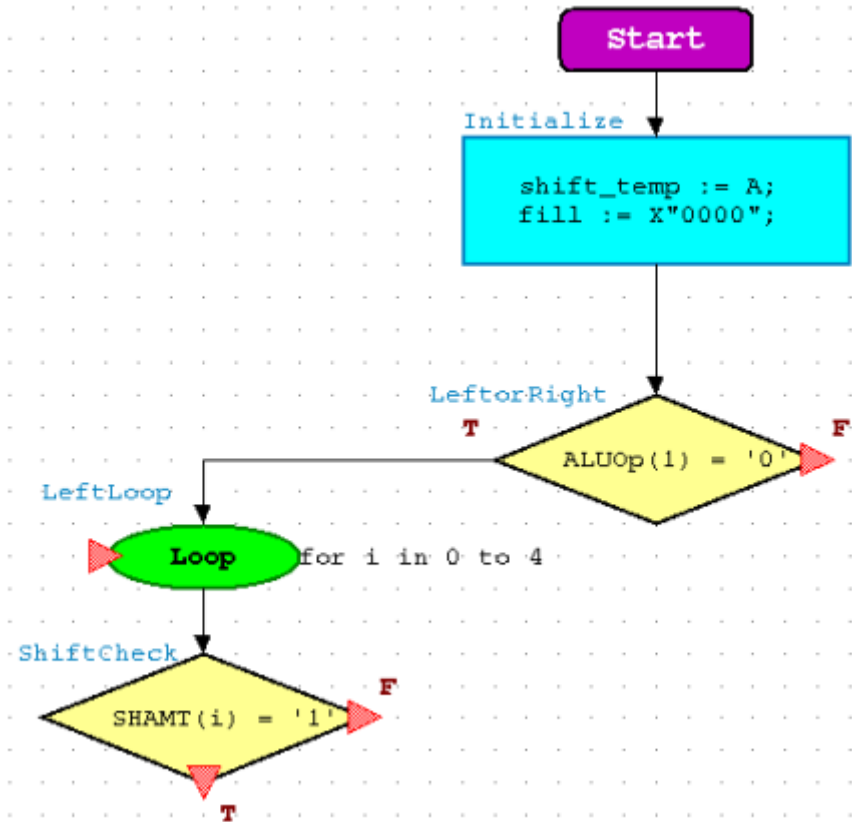 Start
Initialize
shift_temp := A;
fill := X"0000";
LeftorRight
T
F
ALUOp(1) = '0'
LeftLoop
Loop
for i in 0 to 4
ShiftCheck
F
SHAMT(i) = '1'
T